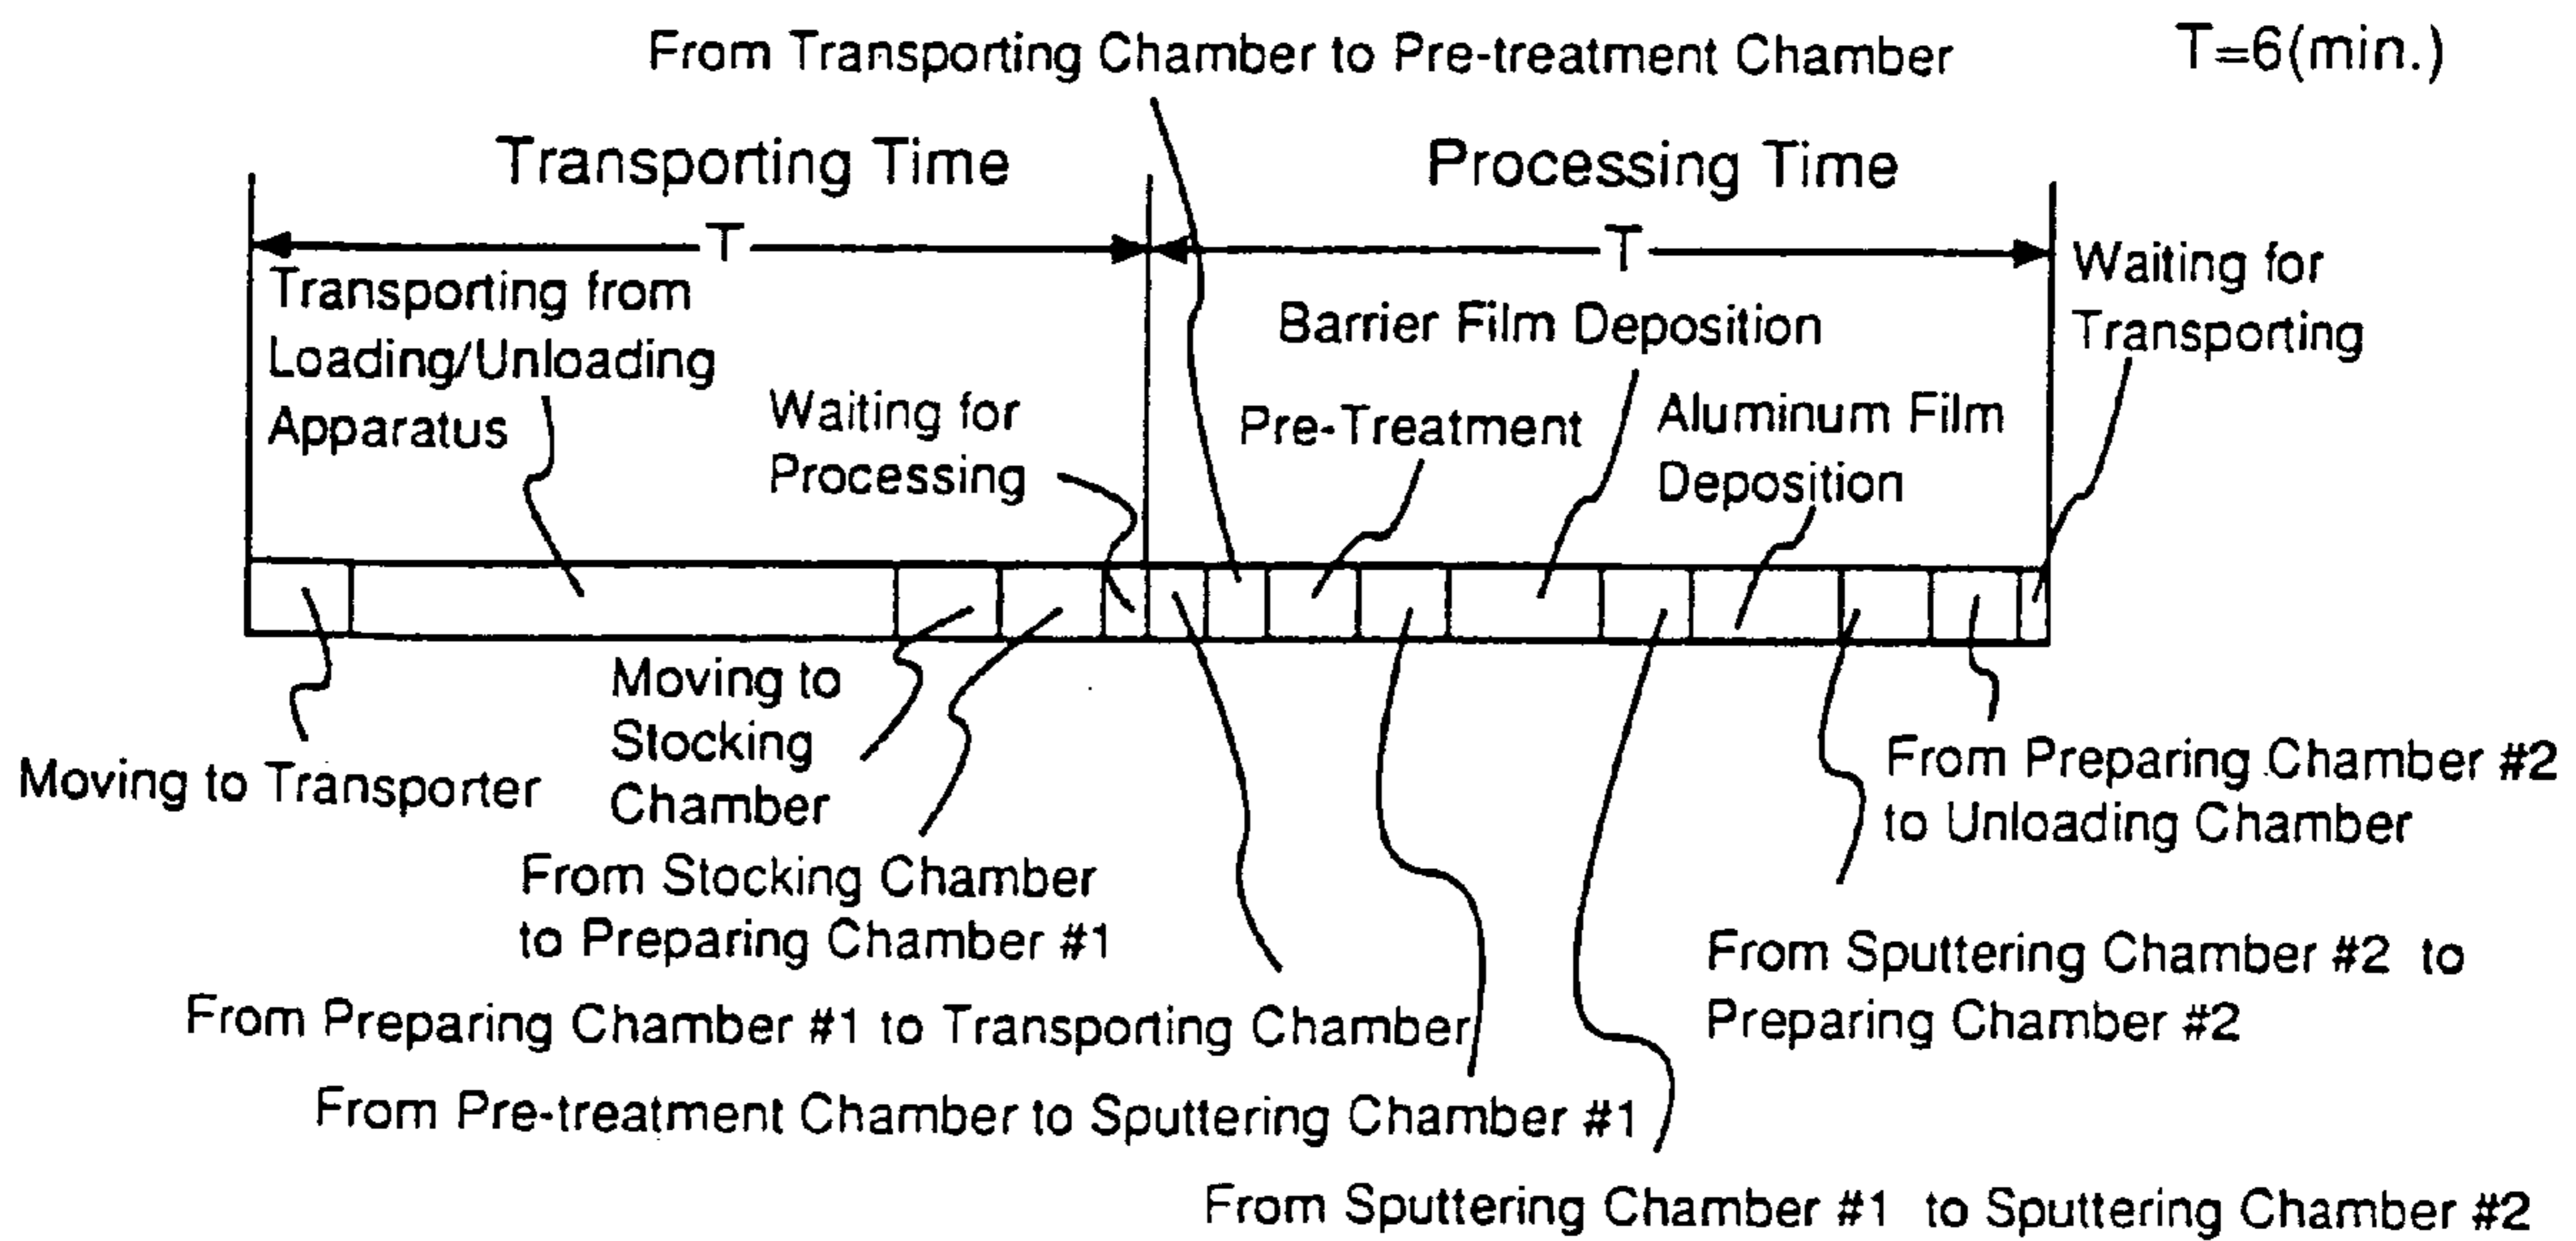 From Transporting Chamber to Pre-treatment Chamber
T=6(min.)
Transporting Time
Processing Time
T
T
Transporting from
Loading/Unloading
Apparatus
Waiting for
Processing
Barrier Film Deposition
Pre-Treatment
Aluminum Film
Deposition
Waiting for
Transporting
Moving to Transporter
Moving to
Stocking
Chamber
From Stocking Chamber
to Preparing Chamber #1
From Preparing Chamber #1 to Transporting Chamber
From Pre-treatment Chamber to Sputtering Chamber #1
From Sputtering Chamber #1 to Sputtering Chamber #2
From Sputtering Chamber #2 to
Preparing Chamber #2
From Preparing Chamber #2
to Unloading Chamber